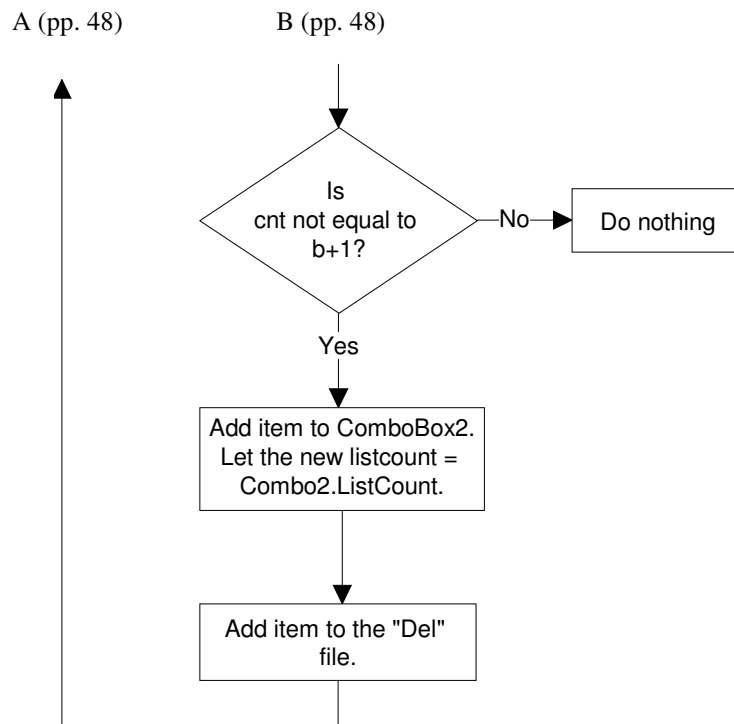 A (pp. 48)
B (pp. 48)
Is
cnt not equal to
b+1?
No
Do nothing
Yes
Add item to ComboBox2.
Let the new listcount =
Combo2.ListCount.
Add item to the "Del"
file.